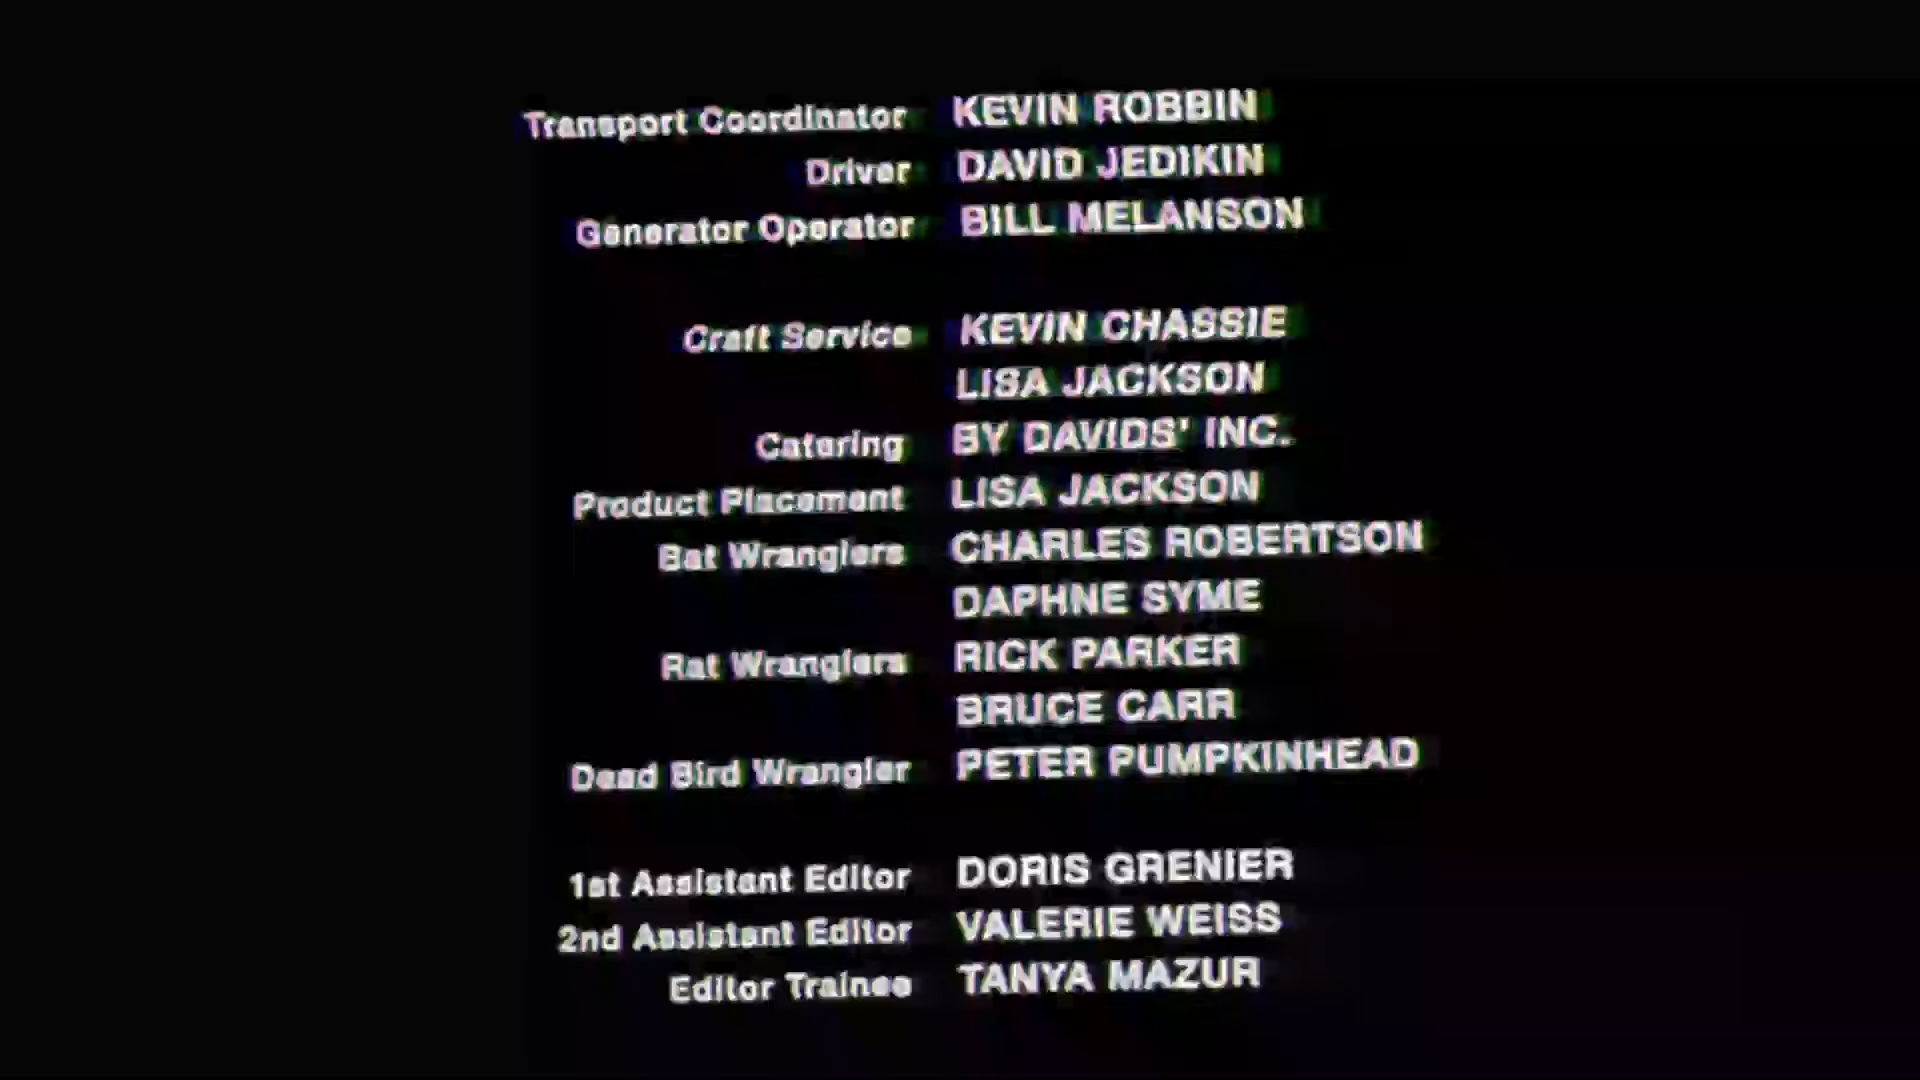 Transport Coordinator KEVIN ROBBIN
Driver DAVID JEDIKIN
Generator Operator BILL MELANSON
Craft Service KEVIN CHASSIE
LISA JACKSON
Catering BY DAVIDS' INC.
Product Placement LISA JACKSON
Bat Wranglers CHARLES ROBERTSON
DAPHNE SYME
Rat Wranglers RICK PARKER
BRUCE CARR
Dead Bird Wrangler PETER PUMPKINHEAD
1st Assistant Editor DORIS GRENIER
2nd Assistant Editor VALERIE WEISS
Editor Trainee TANYA MAZUR